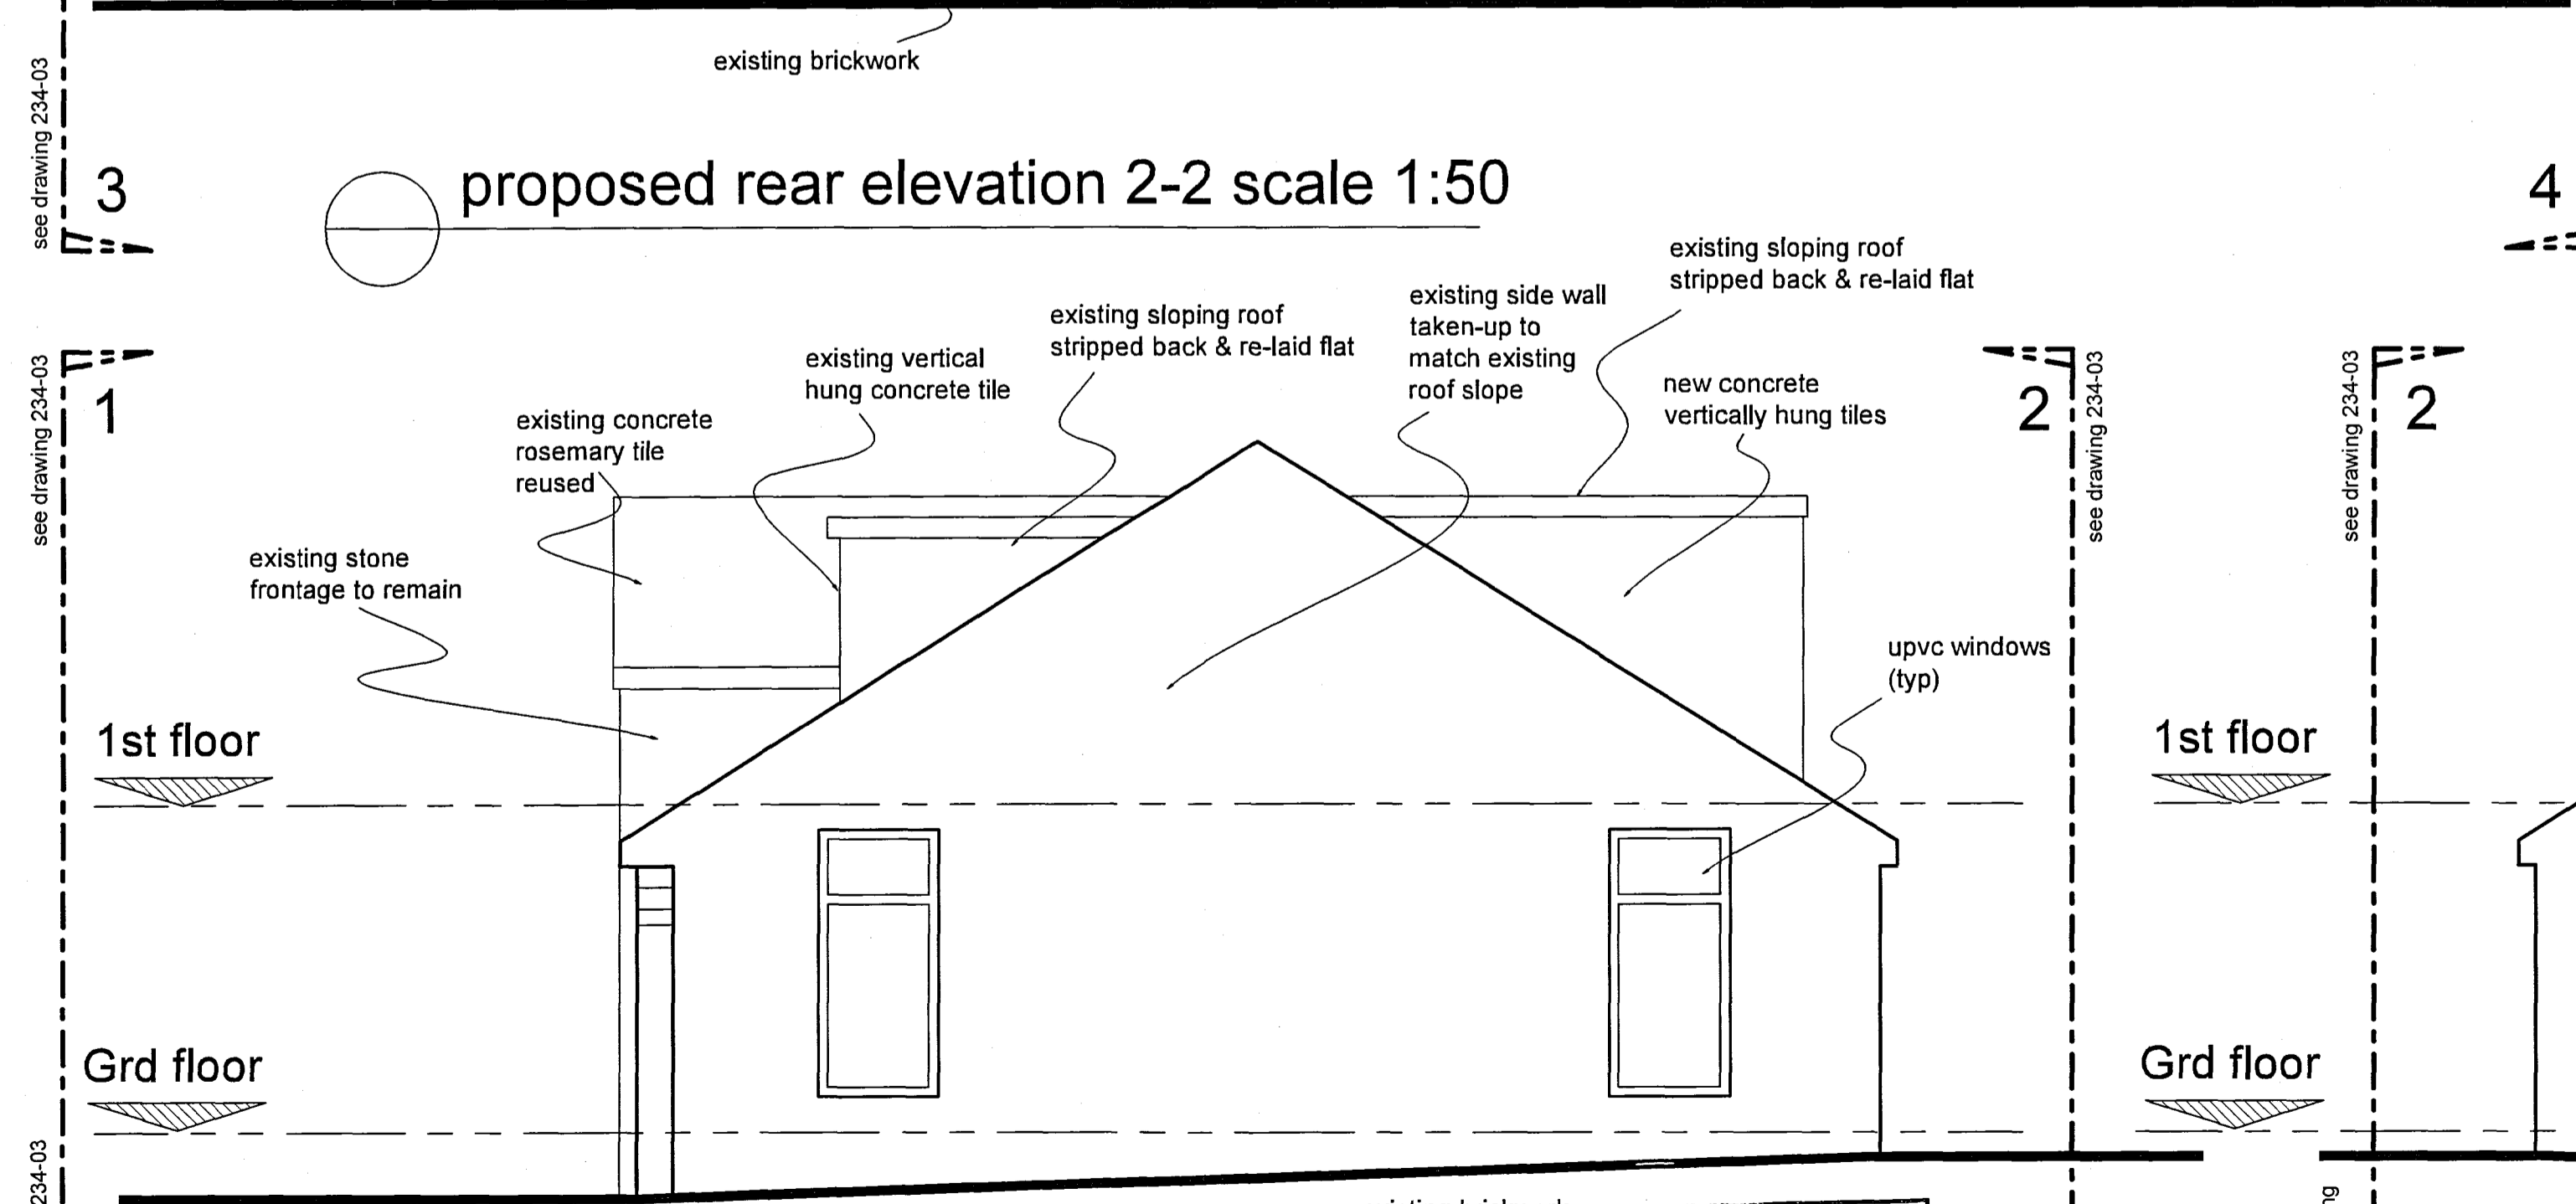 existing brickwork
see drawing 234-03
3
proposed rear elevation 2-2 scale 1:50
4
existing sloping roof
stripped back & re-laid flat
existing side wall
taken-up to
match existing
roof slope
existing sloping roof
stripped back & re-laid flat
existing vertical
hung concrete tile
new concrete
vertically hung tiles
existing concrete
rosemary tile
reused
see drawing 234-03
1
2
see drawing 234-03
see drawing 234-03
2
existing stone
frontage to remain
upvc windows
(typ)
1st floor
1st floor
Grd floor
Grd floor
234-03